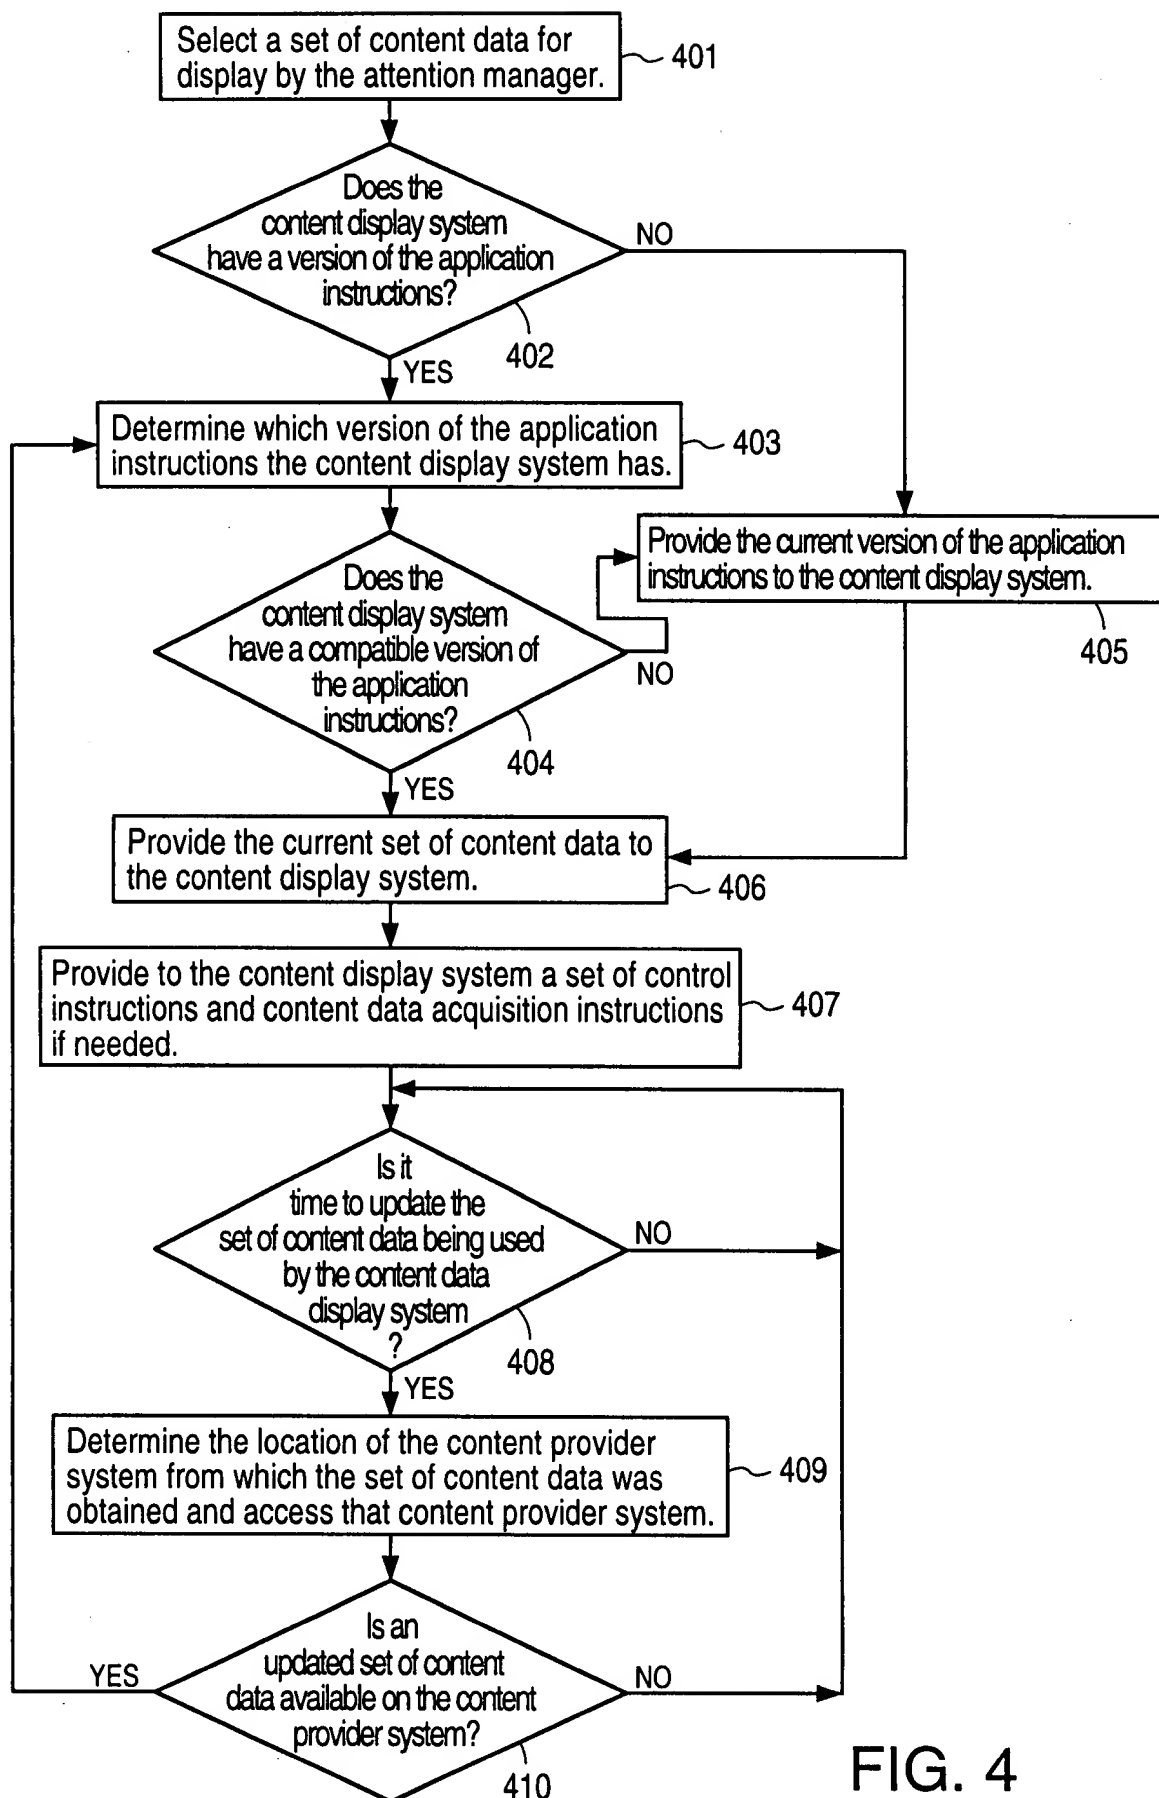 Select a set of content data for
display by the attention manager.
401
Does the
content display system
have a version of the application
instructions?
NO
402
YES
Determine which version of the application
instructions the content display system has.
403
Provide the current version of the application
instructions to the content display system.
405
Does the
content display system
have a compatible version of
the application
instructions?
NO
404
YES
Provide the current set of content data to
the content display system.
406
Provide to the content display system a set of control
instructions and content data acquisition instructions
if needed.
407
Is it
time to update the
set of content data being used
by the content data
display system
?
NO
408
YES
Determine the location of the content provider
system from which the set of content data was
obtained and access that content provider system.
409
Is an
updated set of content
data available on the content
provider system?
YES
NO
410
FIG. 4